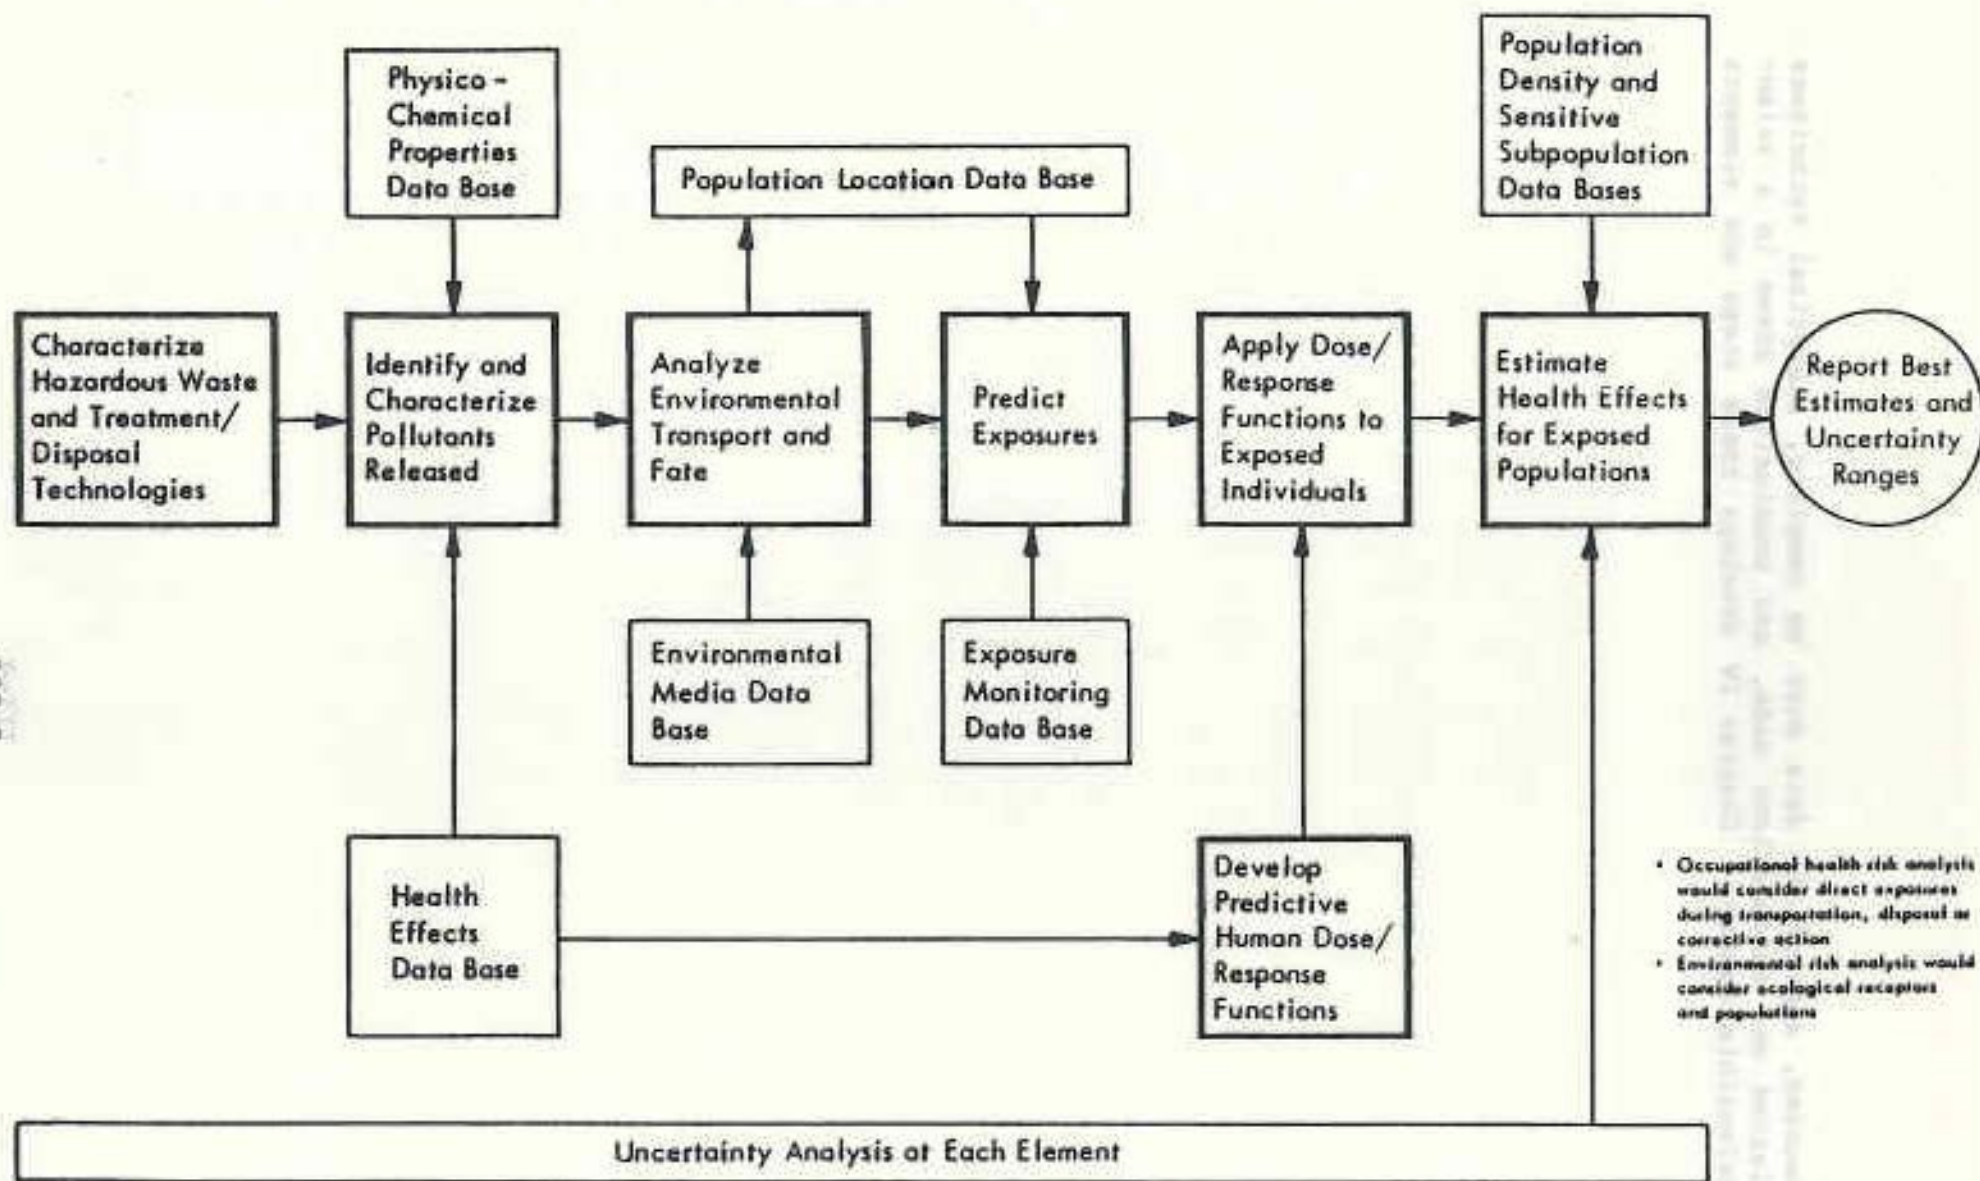 Physico-
Chemical
Properties
Data Base
Population Location Data Base
Population
Density and
Sensitive
Subpopulation
Data Bases
Characterize
Hazardous Waste
and Treatment/
Disposal
Technologies
Identify and
Characterize
Pollutants
Released
Analyze
Environmental
Transport and
Fate
Predict
Exposures
Apply Dose/
Response
Functions to
Exposed
Individuals
Estimate
Health Effects
for Exposed
Populations
Report Best
Estimates and
Uncertainty
Ranges
Environmental
Media Data
Base
Exposure
Monitoring
Data Base
Health
Effects
Data Base
Develop
Predictive
Human Dose/
Response
Functions
• Occupational health risk analysis
would consider direct exposures
during transportation, disposal or
corrective action
• Environmental risk analysis would
consider ecological receptors
and populations
Uncertainty Analysis at Each Element